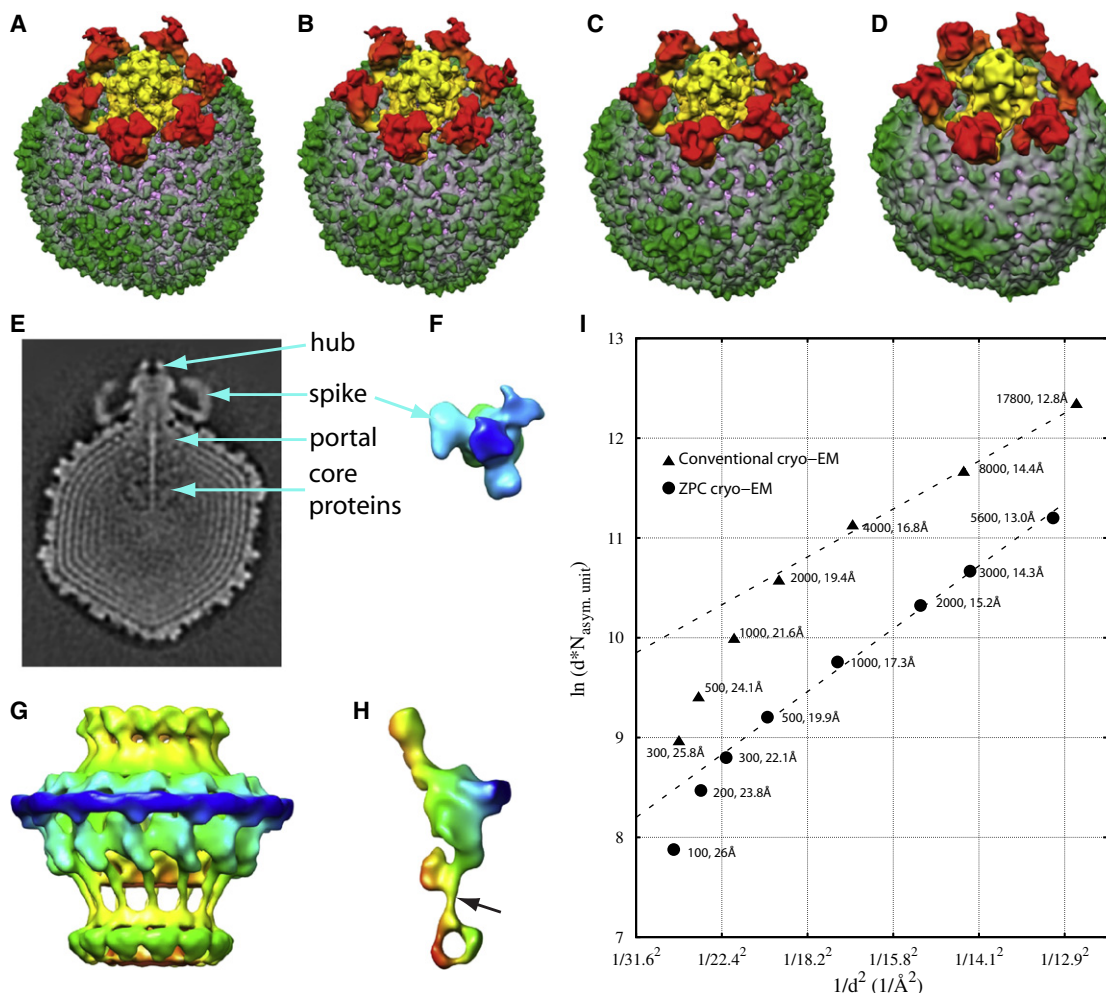 A
B
C
D
E
hub
spike
portal
core
proteins
F
G
H
I
13
12
11
10
9
8
7
ln (d*N asym. unit)
▲ Conventional cryo-EM
● ZPC cryo-EM
17800, 12.8Å
8000, 14.4Å
4000, 16.8Å
5600, 13.0Å
2000, 19.4Å
3000, 14.3Å
2000, 15.2Å
1000, 21.6Å
1000, 17.3Å
500, 24.1Å
500, 19.9Å
300, 25.8Å
300, 22.1Å
200, 23.8Å
100, 26Å
1/31.6² 1/22.4² 1/18.2² 1/15.8² 1/14.1² 1/12.9²
1/d² (1/Å²)